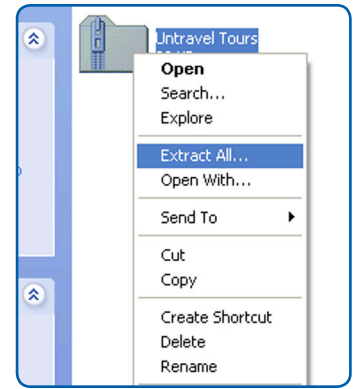 Untravel Tours
Open
Search...
Explore
Extract All...
Open With...
Send To
Cut
Copy
Create Shortcut
Delete
Rename